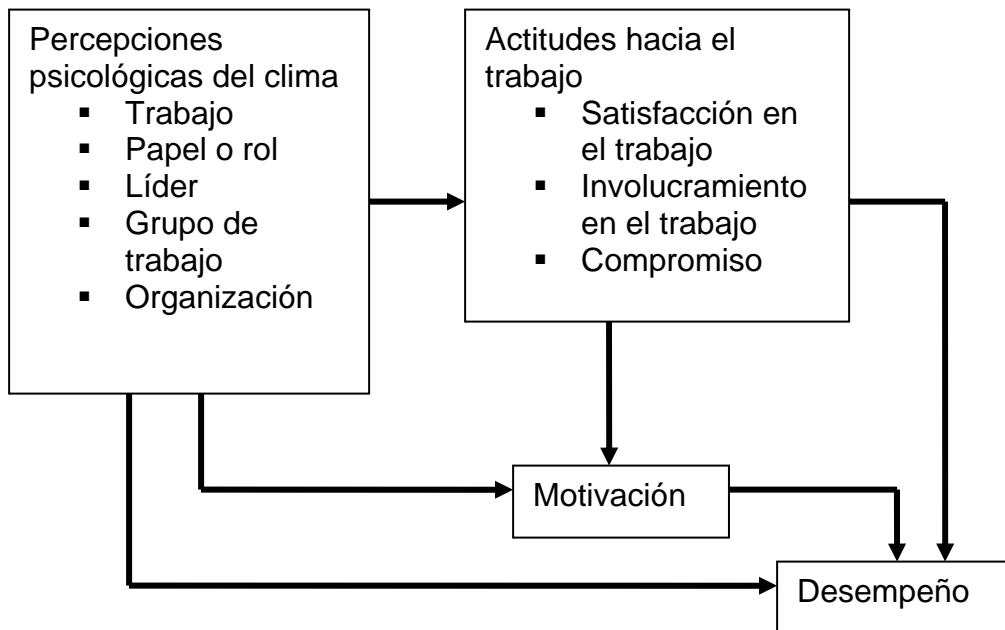 Percepciones
psicológicas del clima
▪ Trabajo
▪ Papel o rol
▪ Líder
▪ Grupo de
trabajo
▪ Organización
Actitudes hacia el
trabajo
▪ Satisfacción en
el trabajo
▪ Involucramiento
en el trabajo
▪ Compromiso
Motivación
Desempeño